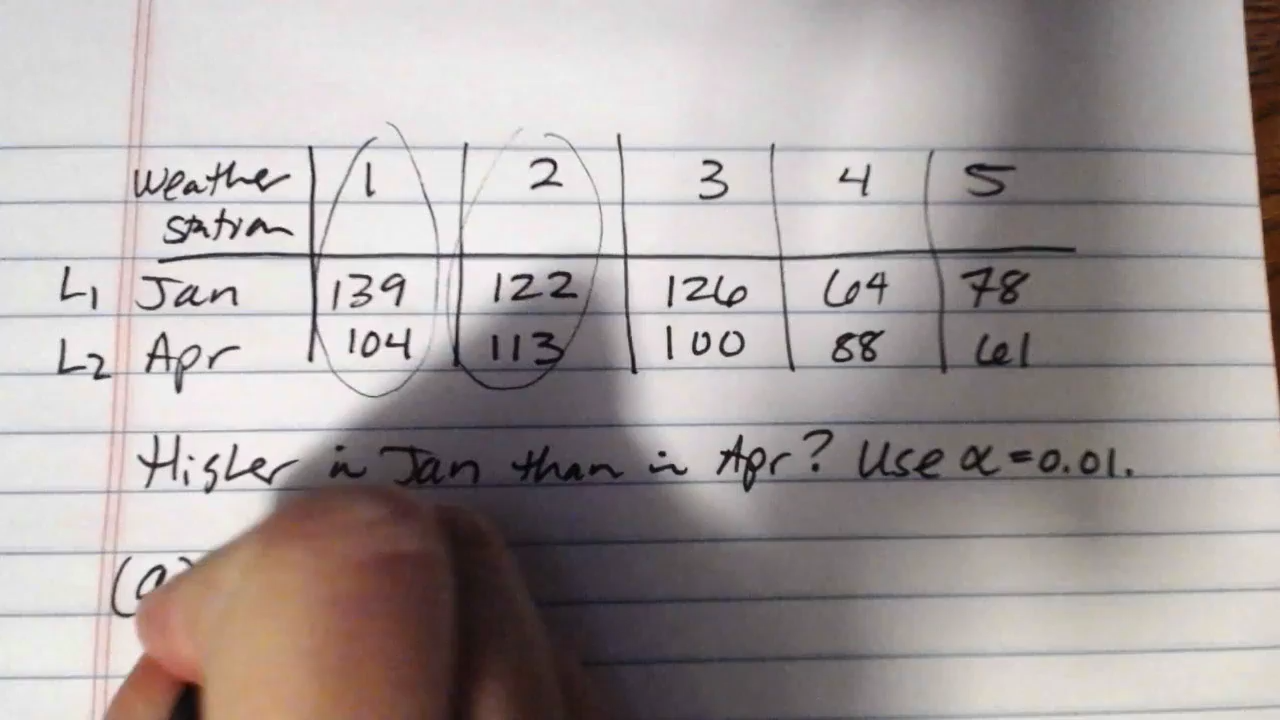 Weather 1 2 3 4 5
station
L1 Jan 139 122 126 64 78
L2 Apr 104 113 100 88 61
Higher in Jan than in Apr? Use α = 0.01.
(a)